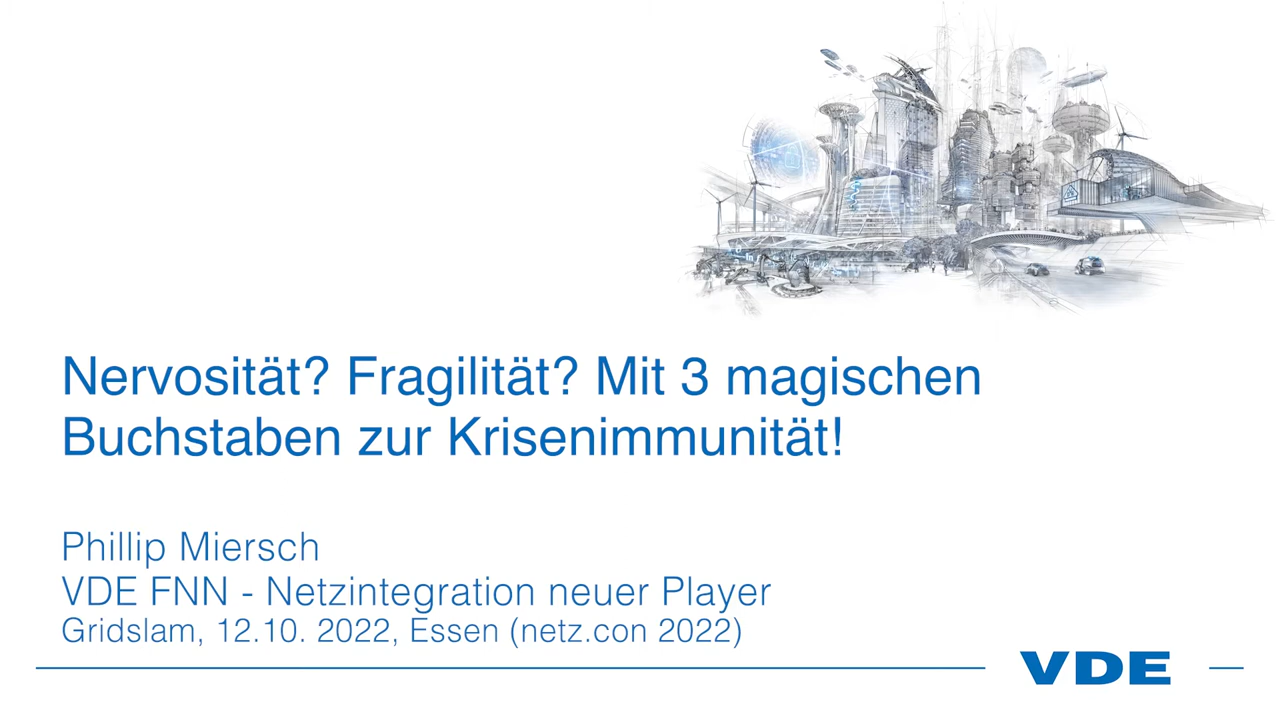 Nervosität? Fragilität? Mit 3 magischen
Buchstaben zur Krisenimmunität!
Phillip Miersch
VDE FNN - Netzintegration neuer Player
Gridslam, 12.10. 2022, Essen (netz.con 2022)
VDE